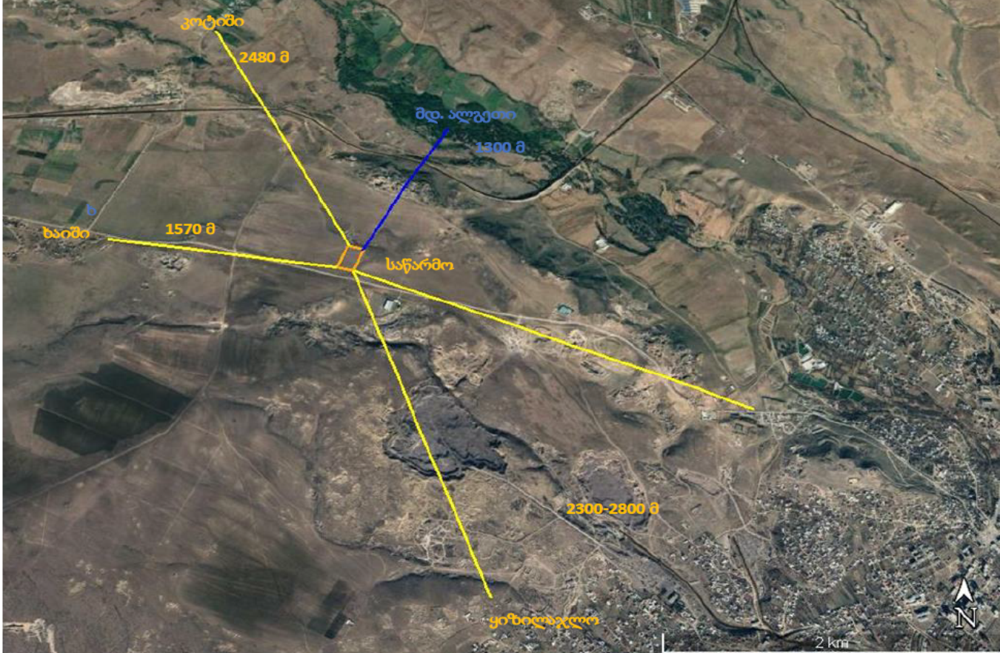 კოტიში
2480 მ
მდ. ალგეთი
1300 მ
ხ
ხაიში
1570 მ
საწარმო
2300-2800 მ
ყიზილაჯლო
N
2 km